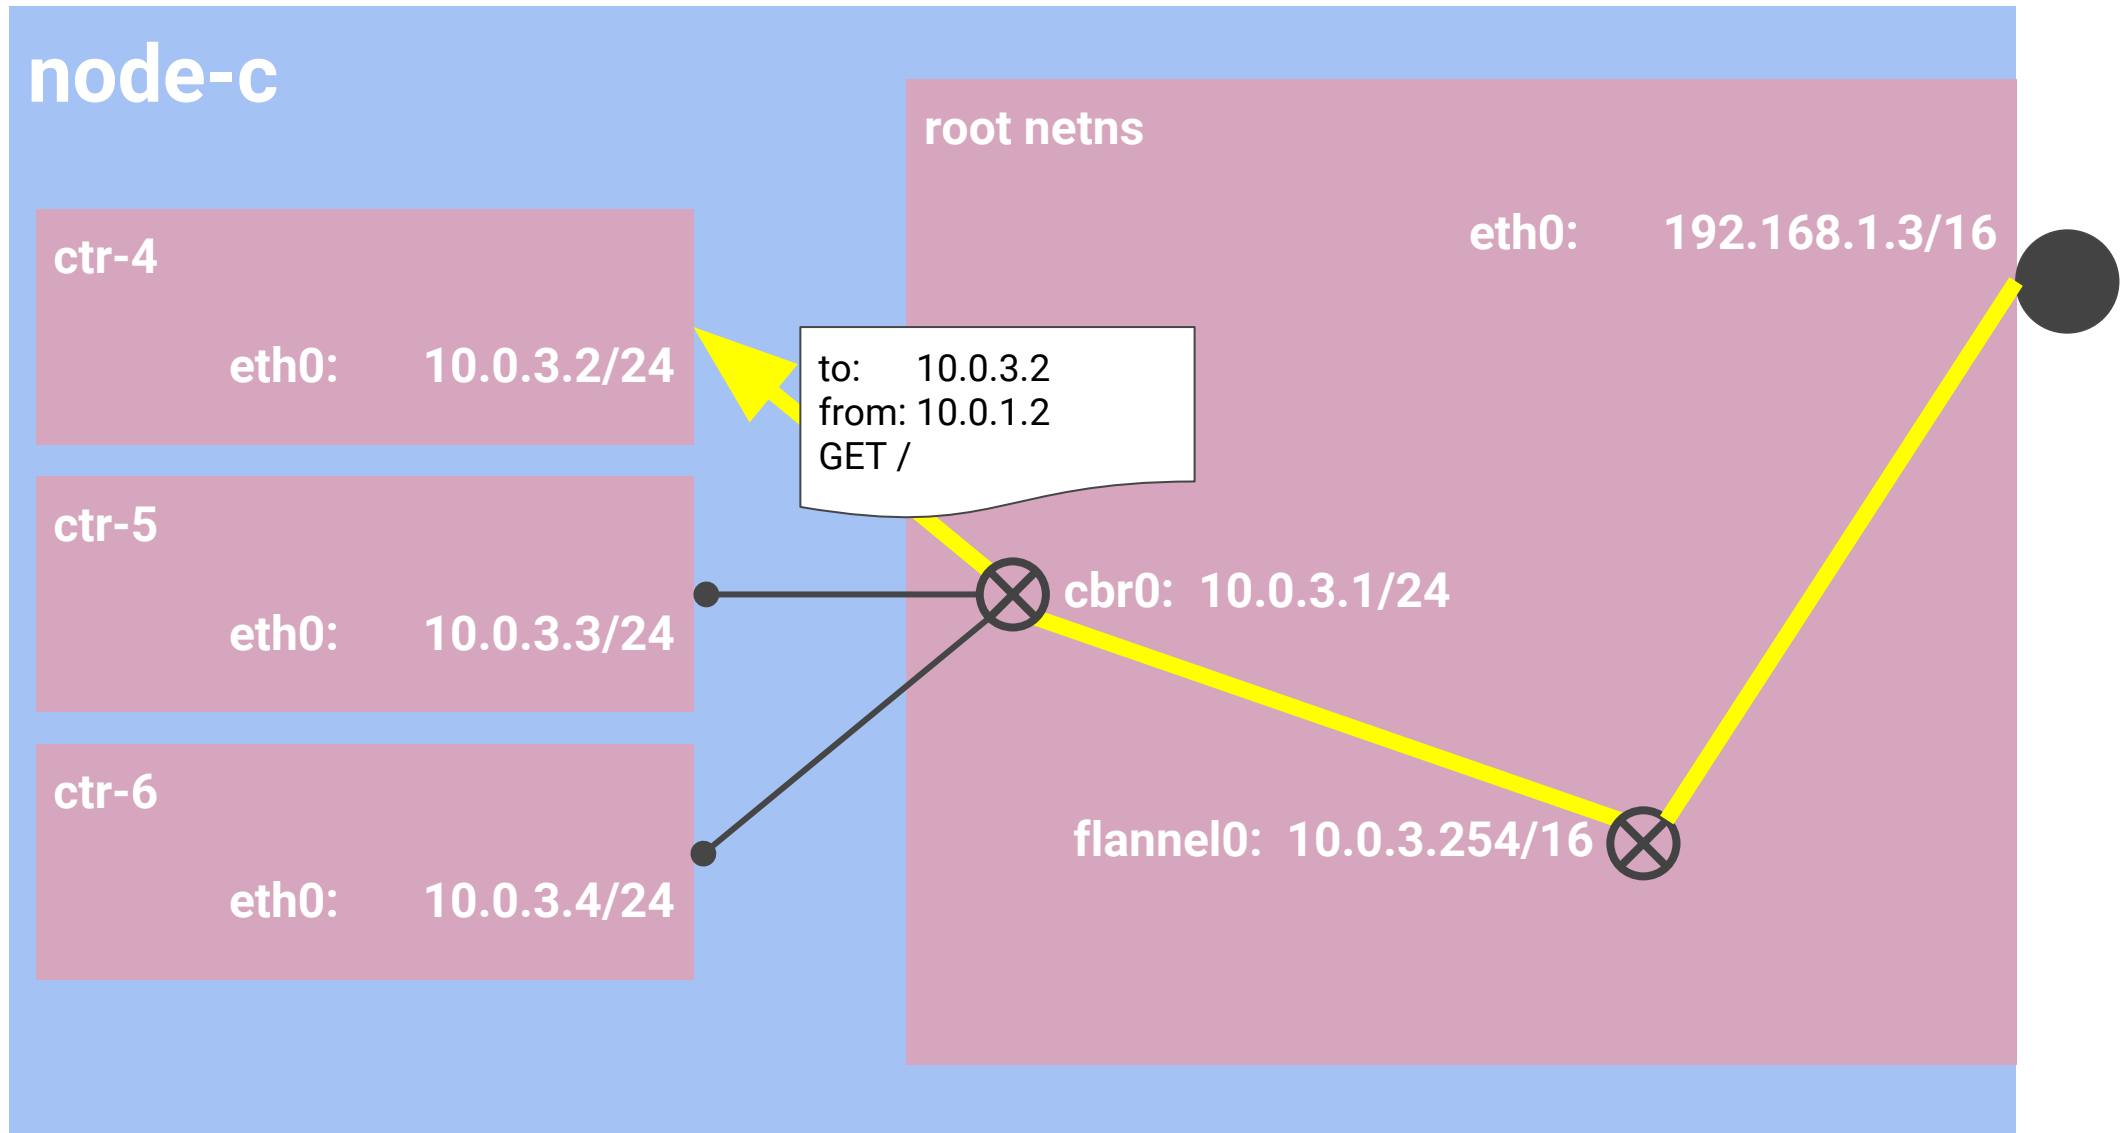 node-c
root netns
eth0: 192.168.1.3/16
ctr-4
eth0: 10.0.3.2/24
to: 10.0.3.2
from: 10.0.1.2
GET /
ctr-5
eth0: 10.0.3.3/24
cbr0: 10.0.3.1/24
ctr-6
eth0: 10.0.3.4/24
flannel0: 10.0.3.254/16